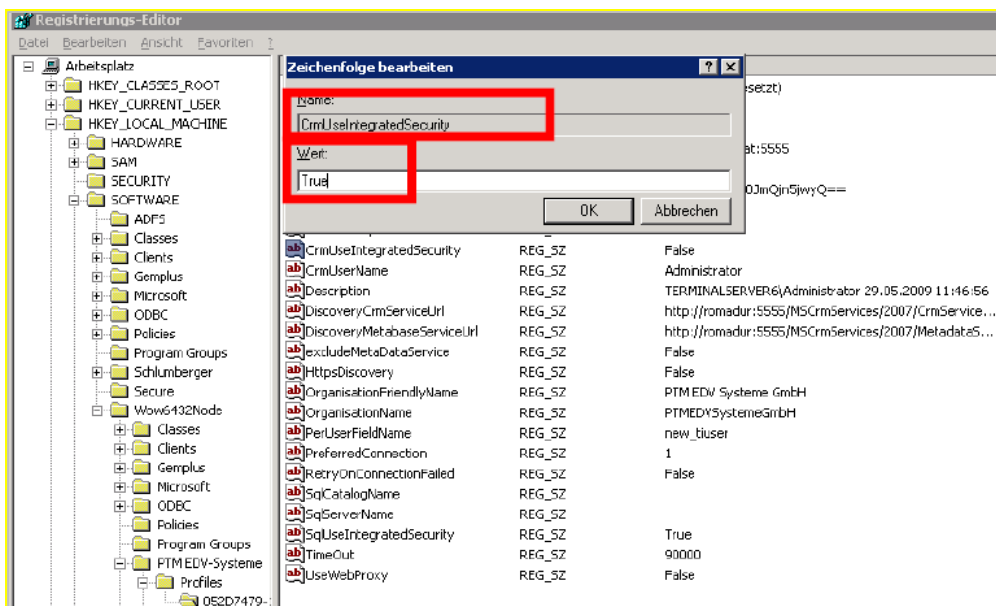 Registrierungs-Editor
Datei Bearbeiten Ansicht Favoriten ?
Arbeitsplatz
HKEY_CLASSES_ROOT
HKEY_CURRENT_USER
HKEY_LOCAL_MACHINE
HARDWARE
SAM
SECURITY
SOFTWARE
ADFS
Classes
Clients
Gemplus
Microsoft
ODBC
Policies
Program Groups
Schlumberger
Secure
Wow6432Node
Classes
Clients
Gemplus
Microsoft
ODBC
Policies
Program Groups
PTM EDV-Systeme
Profiles
052D7479-
Zeichenfolge bearbeiten
Name:
CrmUseIntegratedSecurity
Wert:
True
OK Abbrechen
esetzt)
at:5555
0JmQjn5jwyQ==
CrmUseIntegratedSecurity REG_SZ False
CrmUserName REG_SZ Administrator
Description REG_SZ TERMINALSERVER6\Administrator 29.05.2009 11:46:56
DiscoveryCrmServiceUrl REG_SZ http://romadur:5555/MSCrmServices/2007/CrmService...
DiscoveryMetabaseServiceUrl REG_SZ http://romadur:5555/MSCrmServices/2007/MetadataS...
excludeMetaDataService REG_SZ False
HttpsDiscovery REG_SZ False
OrganisationFriendlyName REG_SZ PTM EDV Systeme GmbH
OrganisationName REG_SZ PTMEDVSystemeGmbH
PerUserFieldName REG_SZ new_tiuser
PreferredConnection REG_SZ 1
RetryOnConnectionFailed REG_SZ False
SqlCatalogName REG_SZ
SqlServerName REG_SZ
SqlUseIntegratedSecurity REG_SZ True
TimeOut REG_SZ 90000
UseWebProxy REG_SZ False